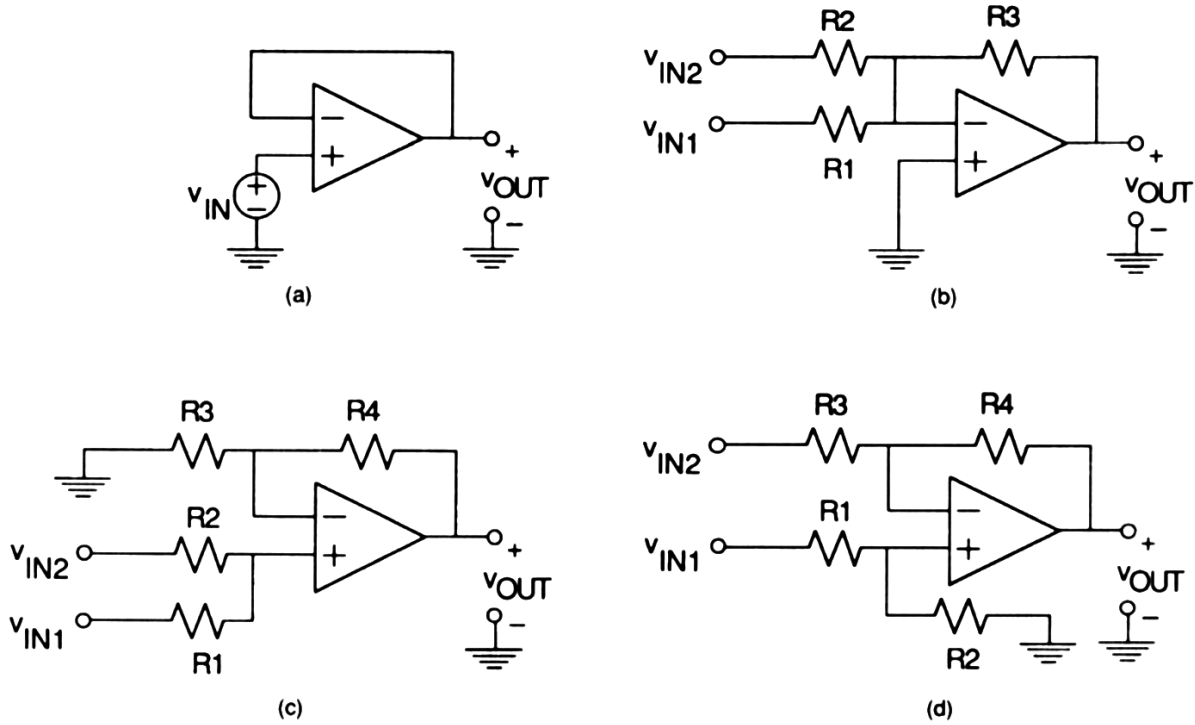 R2 R3
vIN2
− +
vIN1
R1
vIN
+
−
− +
+
vOUT
−
(a)
+
vOUT
−
(b)
R3 R4
R2
vIN2
− +
vIN1
R1
+
vOUT
−
(c)
R3 R4
vIN2
R1
− +
vIN1
R2
+
vOUT
−
(d)